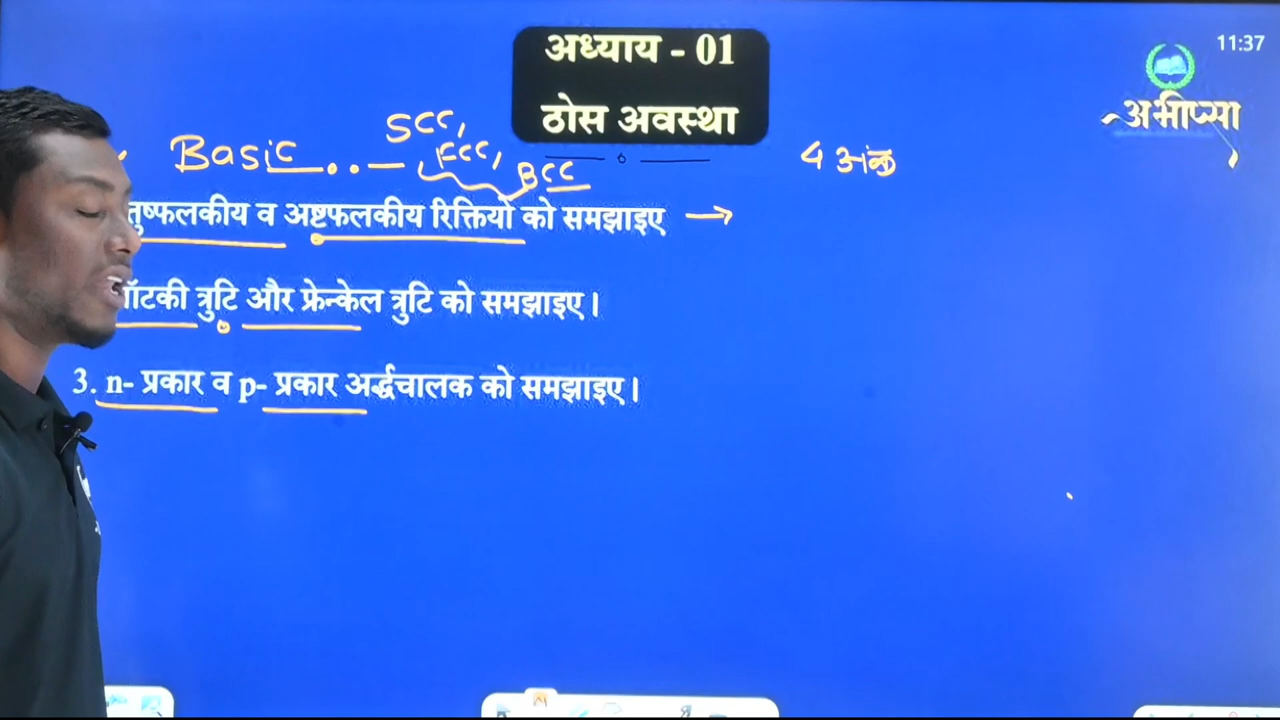 अध्याय - 01
ठोस अवस्था
11:37
अभीप्सा
Basic
SCC,
FCC,
BCC
4 अंक
तुष्फलकीय व अष्टफलकीय रिक्तियों को समझाइए →
ॉटकी त्रुटि और फ्रेन्केल त्रुटि को समझाइए।
3. n- प्रकार व p- प्रकार अर्द्धचालक को समझाइए।